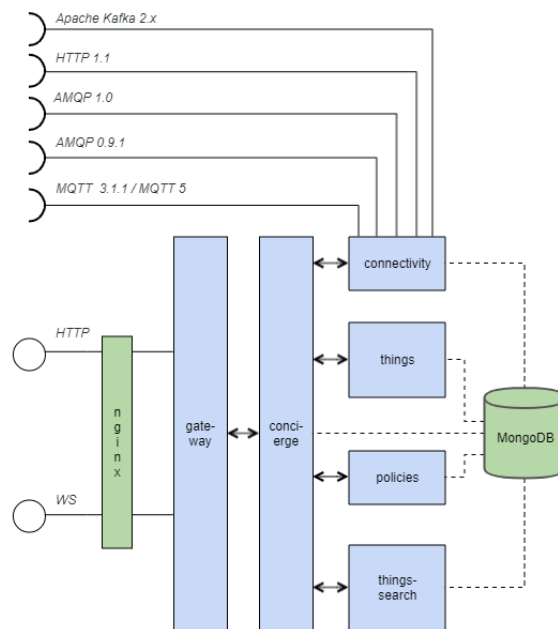 Apache Kafka 2.x
HTTP 1.1
AMQP 1.0
AMQP 0.9.1
MQTT 3.1.1 / MQTT 5
connectivity
HTTP
things
nginx
gate-
way
conci-
erge
MongoDB
policies
WS
things-
search